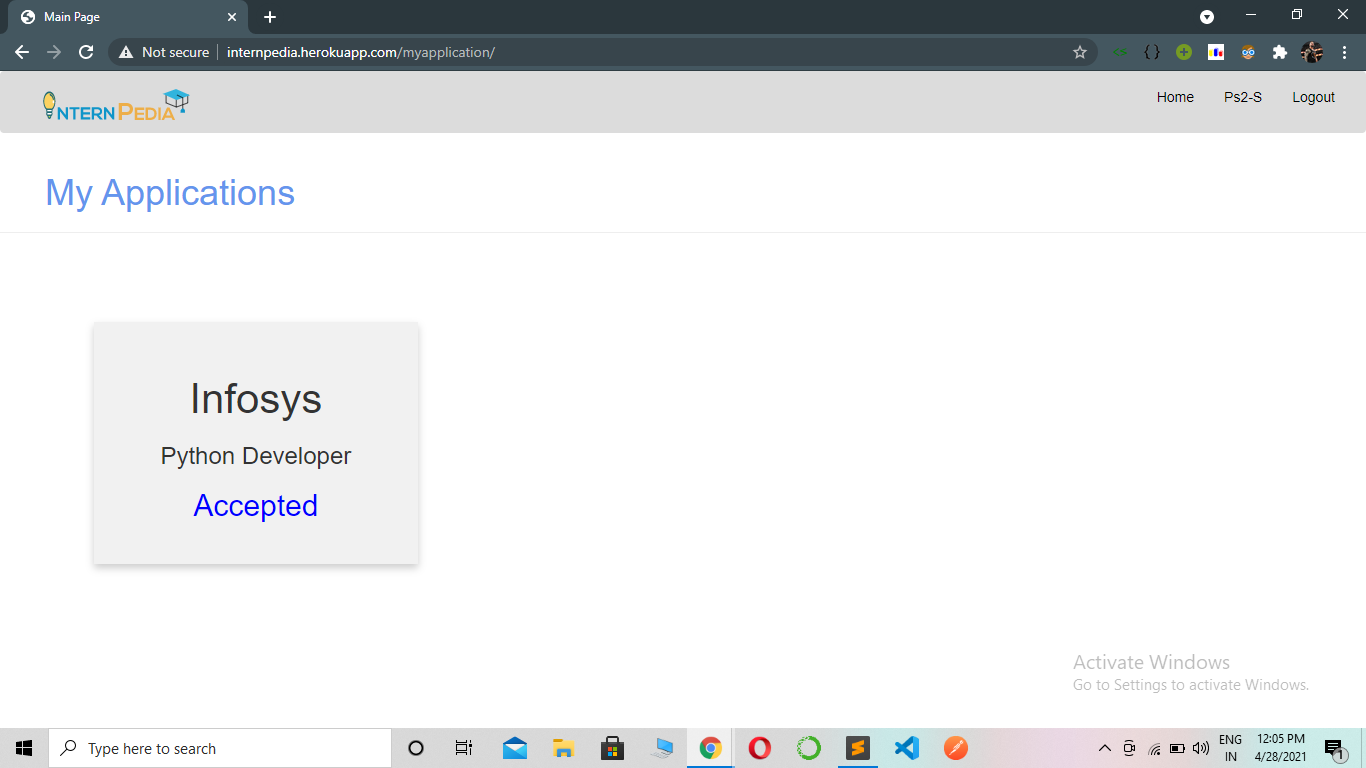 Main Page
Not secure internpedia.herokuapp.com/myapplication/
INTERNPEDIA
Home Ps2-S Logout
My Applications
Infosys
Python Developer
Accepted
Activate Windows
Go to Settings to activate Windows.
Type here to search
ENG
IN
12:05 PM
4/28/2021
1